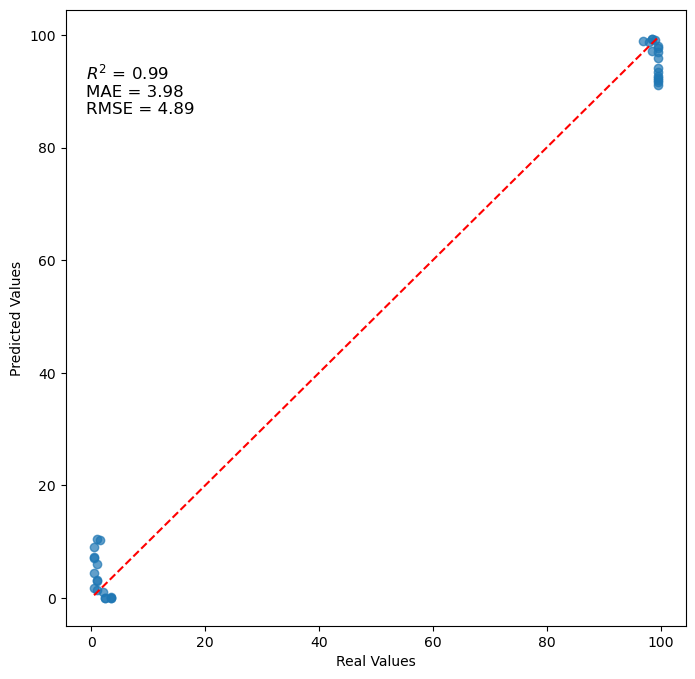 100
80
60
40
20
0
Predicted Values
R² = 0.99
MAE = 3.98
RMSE = 4.89
0
20
40
60
80
100
Real Values